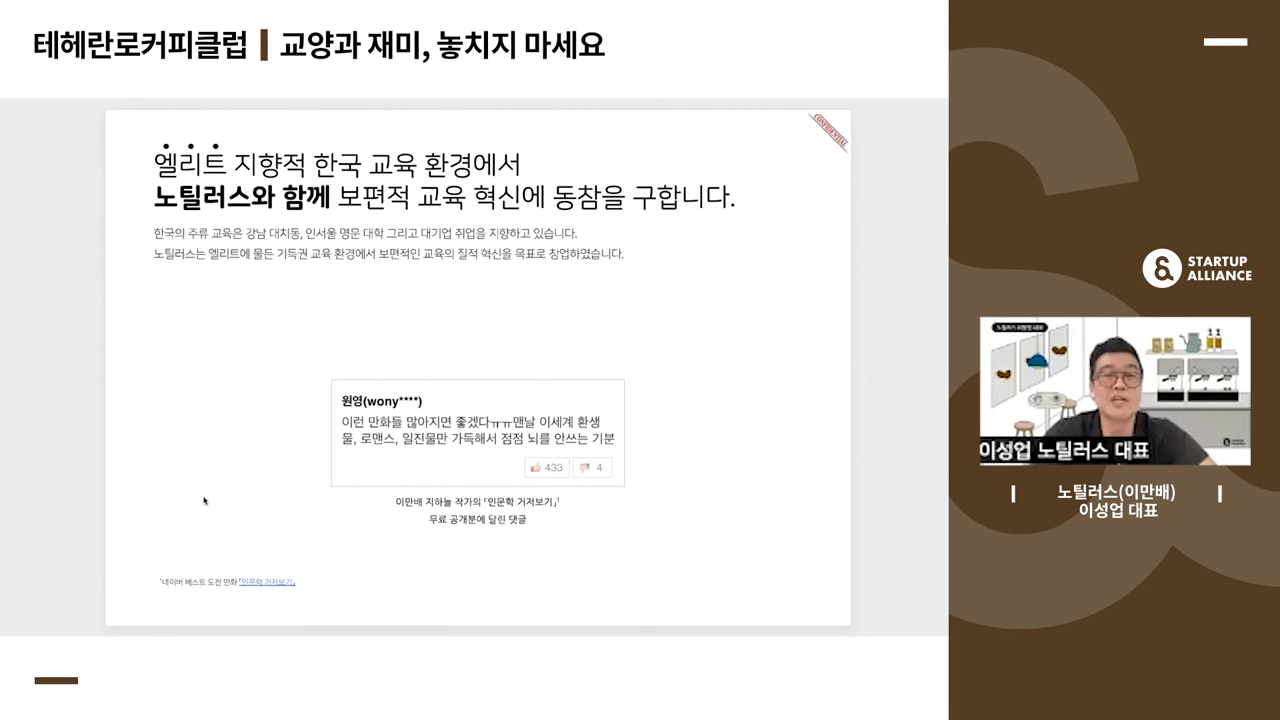 테헤란로커피클럽 | 교양과 재미, 놓치지 마세요
CONFIDENTIAL
엘리트 지향적 한국 교육 환경에서
노틸러스와 함께 보편적 교육 혁신에 동참을 구합니다.
한국의 주류 교육은 강남 대치동, 인서울 명문 대학 그리고 대기업 취업을 지향하고 있습니다.
노틸러스는 엘리트에 물든 기득권 교육 환경에서 보편적인 교육의 질적 혁신을 목표로 창업하였습니다.
원영(wony****)
이런 만화들 많아지면 좋겠다ㅠㅠ맨날 이세계 환생
물, 로맨스, 일진물만 가득해서 점점 뇌를 안쓰는 기분
433 4
이만배 지하늘 작가의 「인문학 거저보기」¹
무료 공개분에 달린 댓글
¹네이버 베스트 도전 만화 「인문학 거저보기」
STARTUP
ALLIANCE
이성업 노틸러스 대표
노틸러스(이만배)
이성업 대표